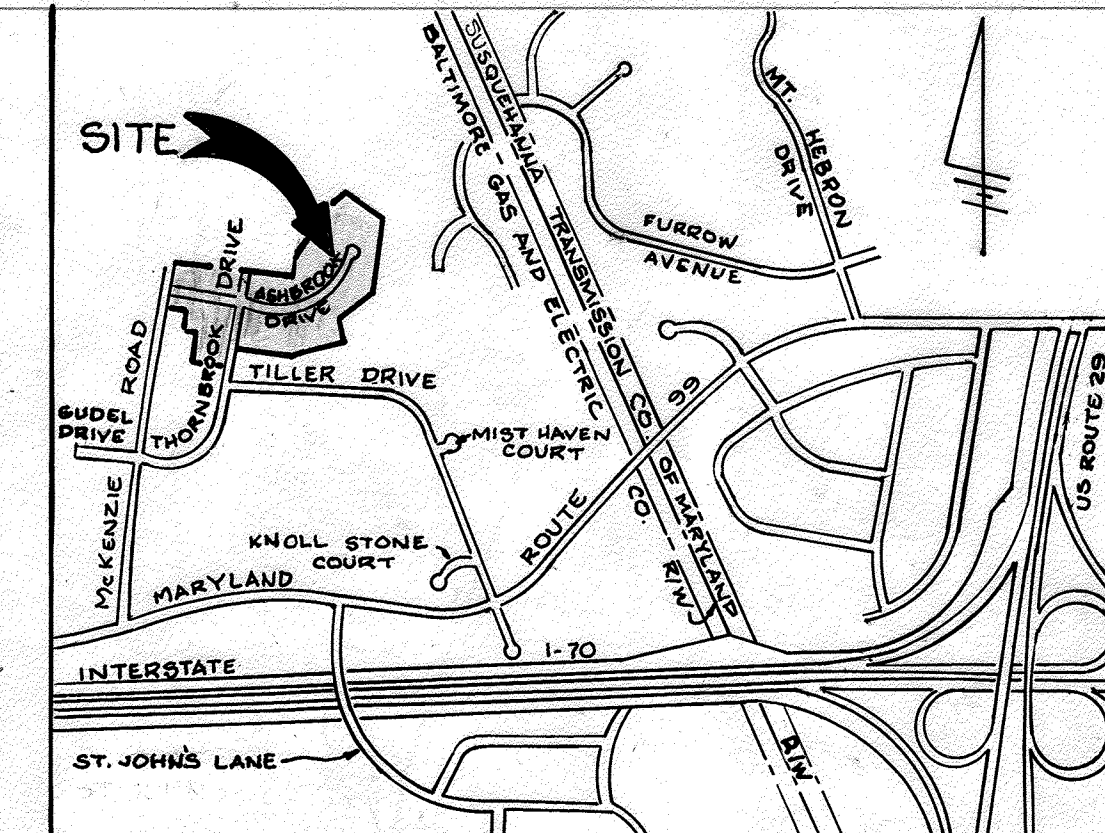 SUSQUEHANNA TRANSMISSION CO. OF MARYLAND
BALTIMORE GAS AND ELECTRIC CO. R/W
MT. HEBRON
DRIVE
SITE
FURROW
AVENUE
ASHBROOK
DRIVE
THORNBROOK DRIVE
McKENZIE ROAD
TILLER DRIVE
99
US ROUTE 29
GUDEL
DRIVE
MIST HAVEN
COURT
KNOLL STONE
COURT
MARYLAND ROUTE
INTERSTATE I-70
ST. JOHN'S LANE
R/W